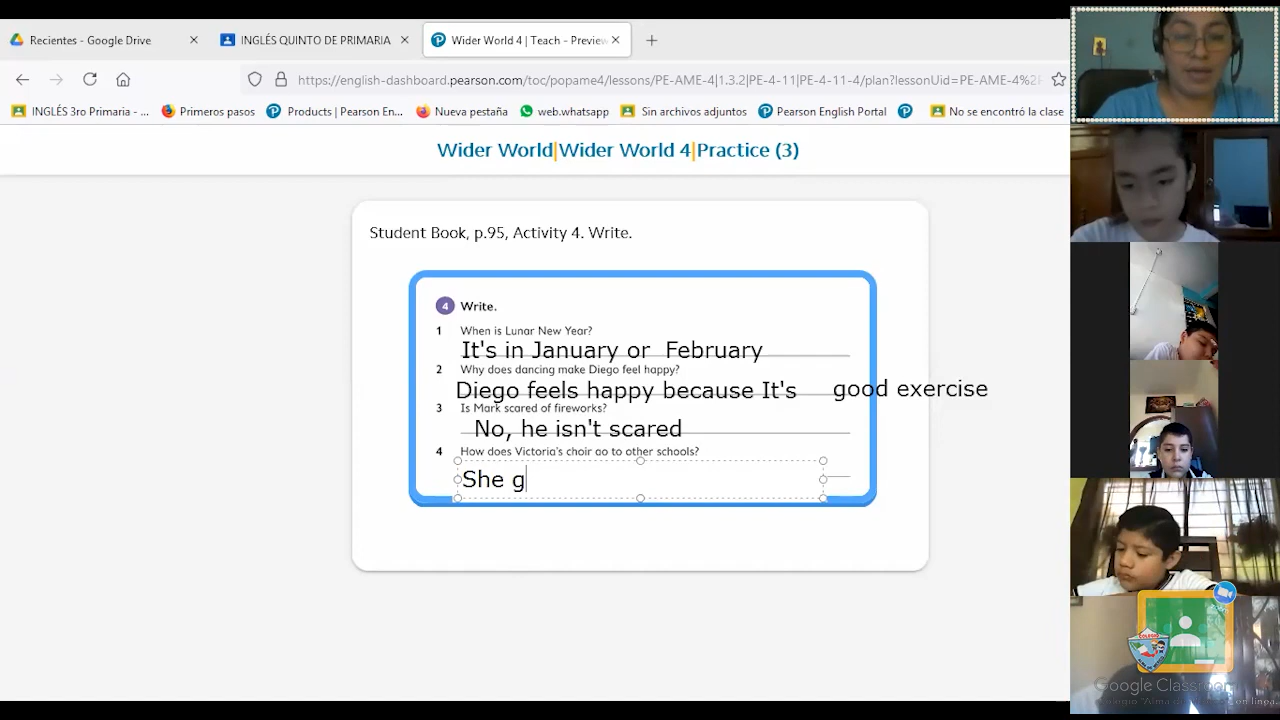 Recientes - Google Drive
INGLÉS QUINTO DE PRIMARIA
Wider World 4 | Teach - Preview
https://english-dashboard.pearson.com/toc/popame4/lessons/PE-AME-4|1.3.2|PE-4-11|PE-4-11-4/plan?lessonUid=PE-AME-4%2F
INGLÉS 3ro Primaria - ...
Primeros pasos
Products | Pearson En...
Nueva pestaña
web.whatsapp
Sin archivos adjuntos
Pearson English Portal
No se encontró la clase
Wider World|Wider World 4|Practice (3)
Student Book, p.95, Activity 4. Write.
4 Write.
1 When is Lunar New Year?
It's in January or February
2 Why does dancing make Diego feel happy?
Diego feels happy because It's good exercise
3 Is Mark scared of fireworks?
No, he isn't scared
4 How does Victoria's choir go to other schools?
She g
COLEGIO
Google Classroom